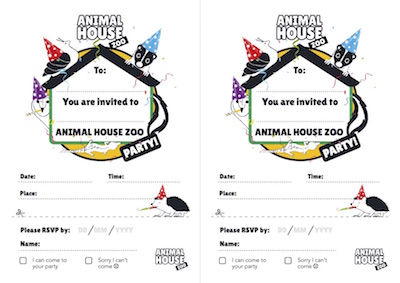 ANIMAL
HOUSE
ZOO
To:
You are invited to
ANIMAL HOUSE ZOO
PARTY!
Date:
Time:
Place:
Please RSVP by: DD / MM / YYYY
Name:
I can come to
your party
Sorry I can't
come ☹
ANIMAL
HOUSE
ZOO
ANIMAL
HOUSE
ZOO
To:
You are invited to
ANIMAL HOUSE ZOO
PARTY!
Date:
Time:
Place:
Please RSVP by: DD / MM / YYYY
Name:
I can come to
your party
Sorry I can't
come ☹
ANIMAL
HOUSE
ZOO